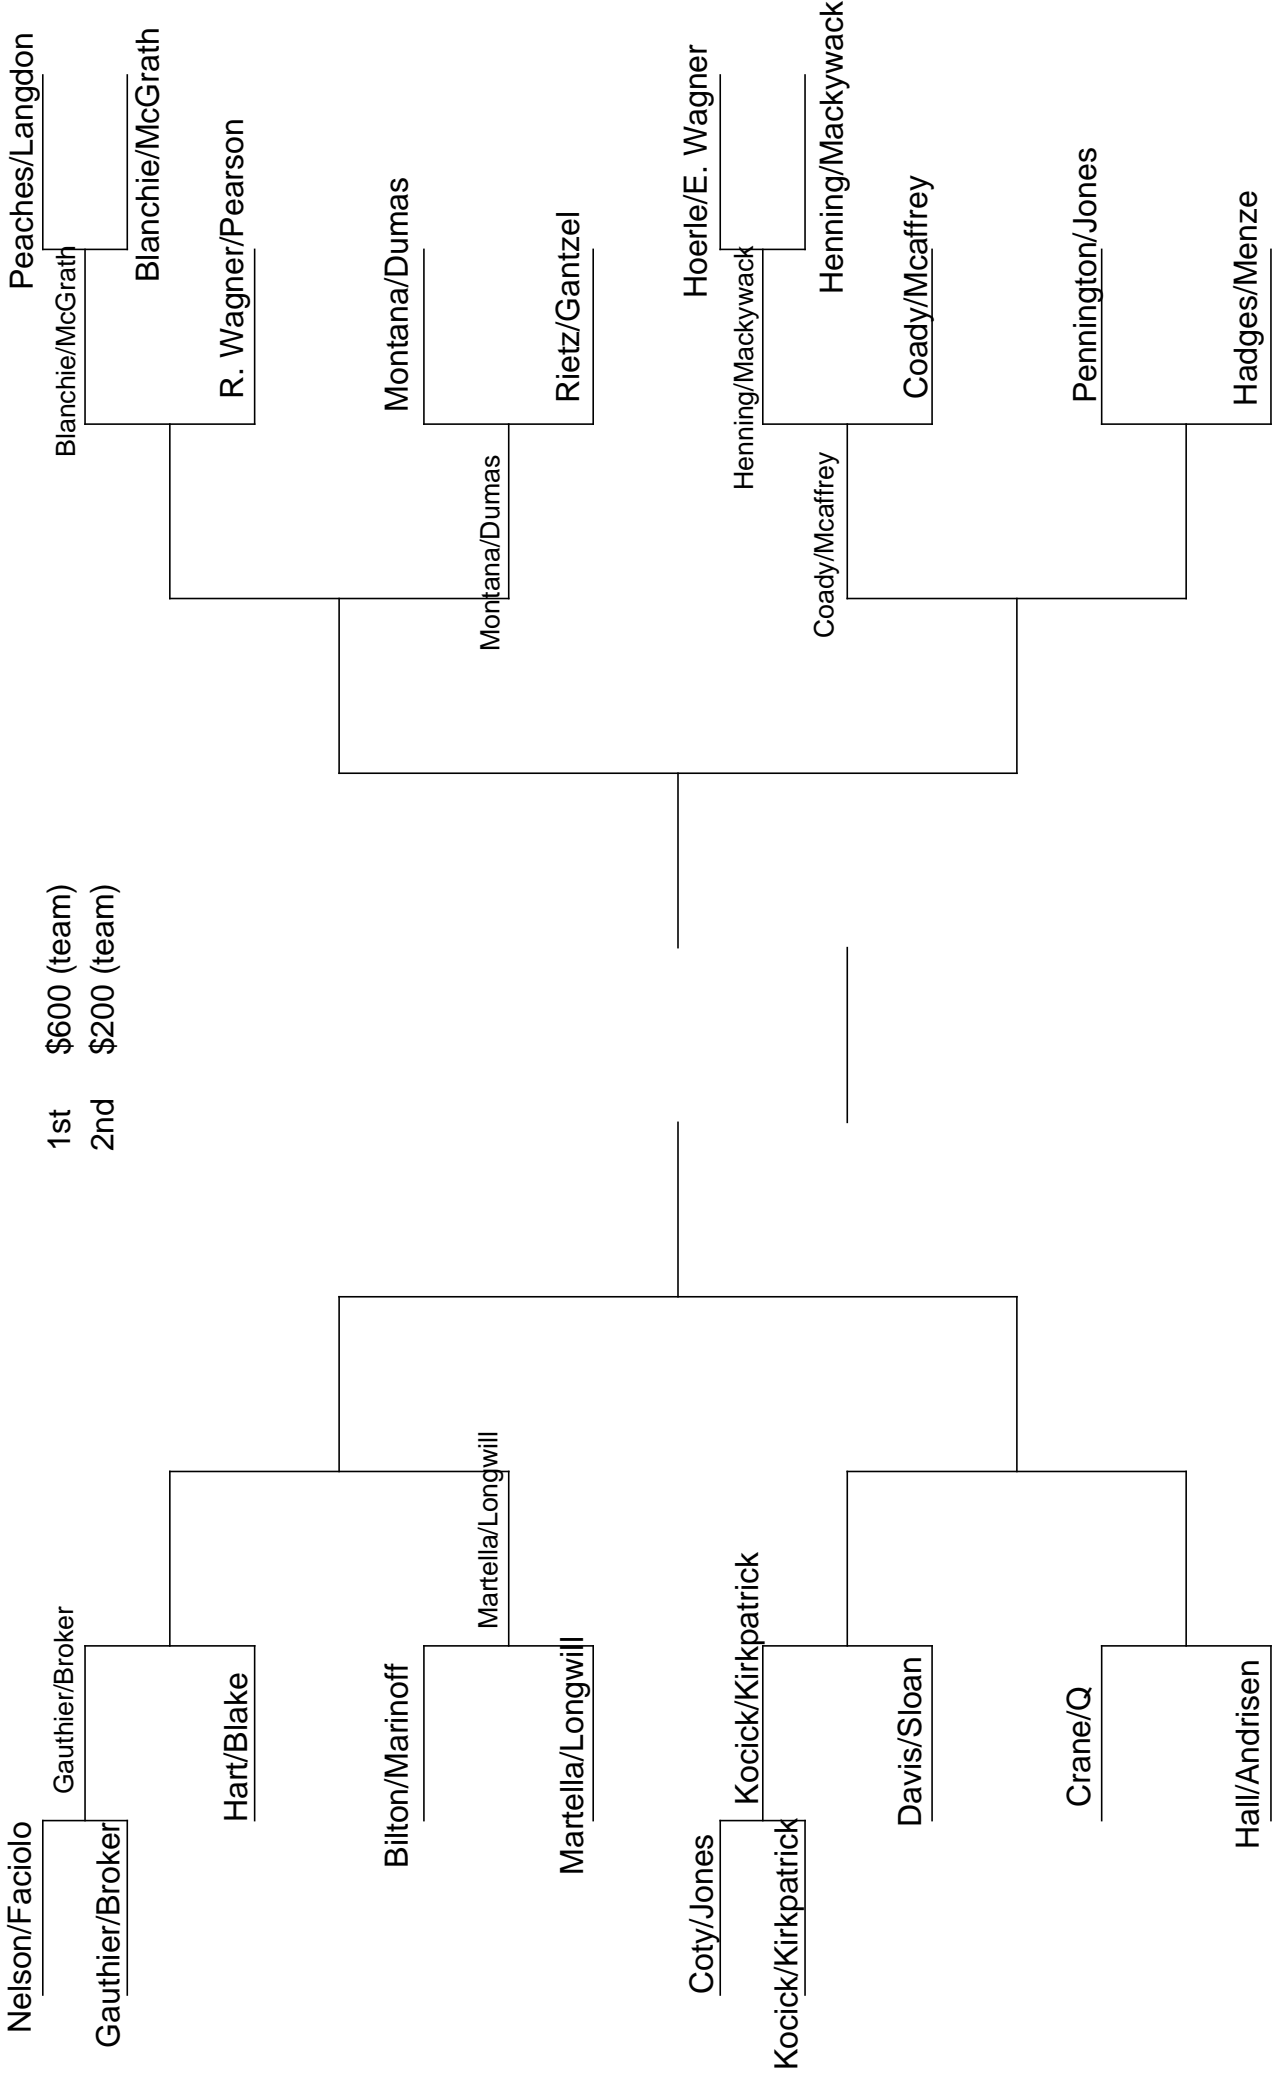 Nelson/Faciolo
Gauthier/Broker
Gauthier/Broker
Hart/Blake
Bilton/Marinoff
Martella/Longwill
Martella/Longwill
Coty/Jones
Kocick/Kirkpatrick
Kocick/Kirkpatrick
Davis/Sloan
Crane/Q
Hall/Andrisen
1st $600 (team)
2nd $200 (team)
Peaches/Langdon
Blanchie/McGrath
Blanchie/McGrath
R. Wagner/Pearson
Montana/Dumas
Montana/Dumas
Rietz/Gantzel
Hoerle/E. Wagner
Henning/Mackywack
Henning/Mackywack
Coady/Mcaffrey
Coady/Mcaffrey
Pennington/Jones
Hadges/Menze